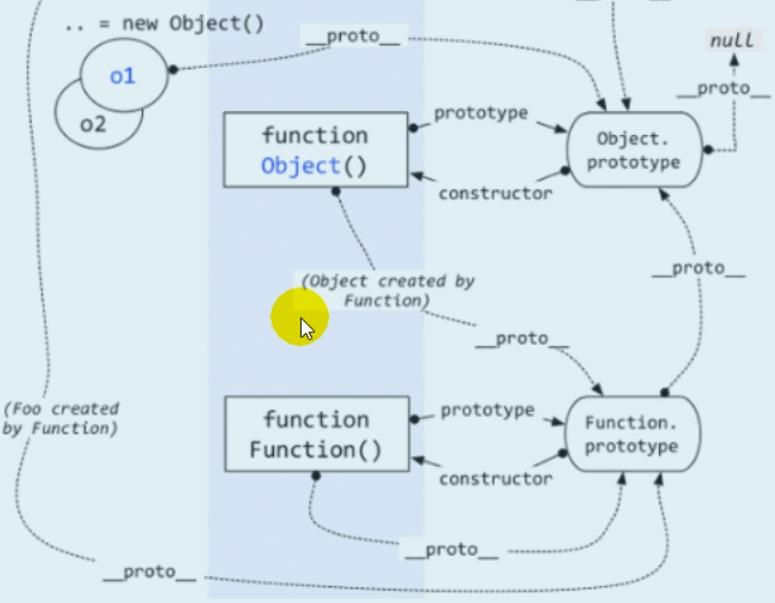 .. = new Object()
__proto__
null
o1
__proto__
o2
function
Object()
prototype
Object.
prototype
constructor
__proto__
(Object created by
Function)
__proto__
(Foo created
by Function)
function
Function()
prototype
Function.
prototype
constructor
__proto__
__proto__